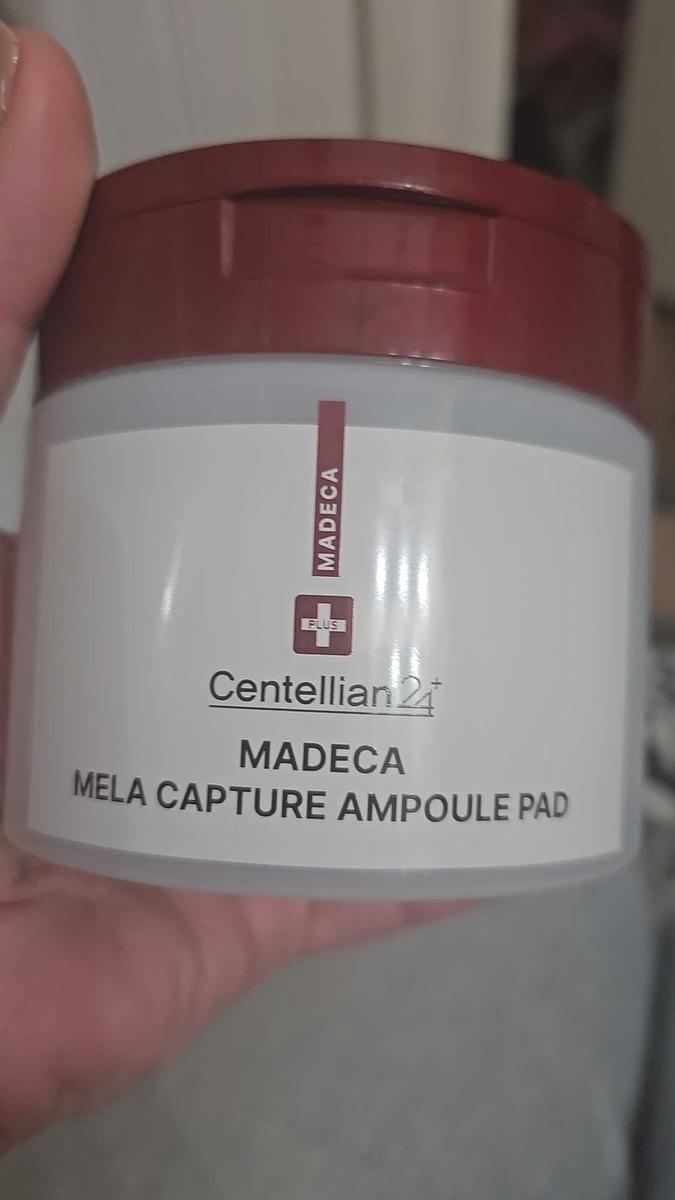 MADECA
PLUS
Centellian24+
MADECA
MELA CAPTURE AMPOULE PAD